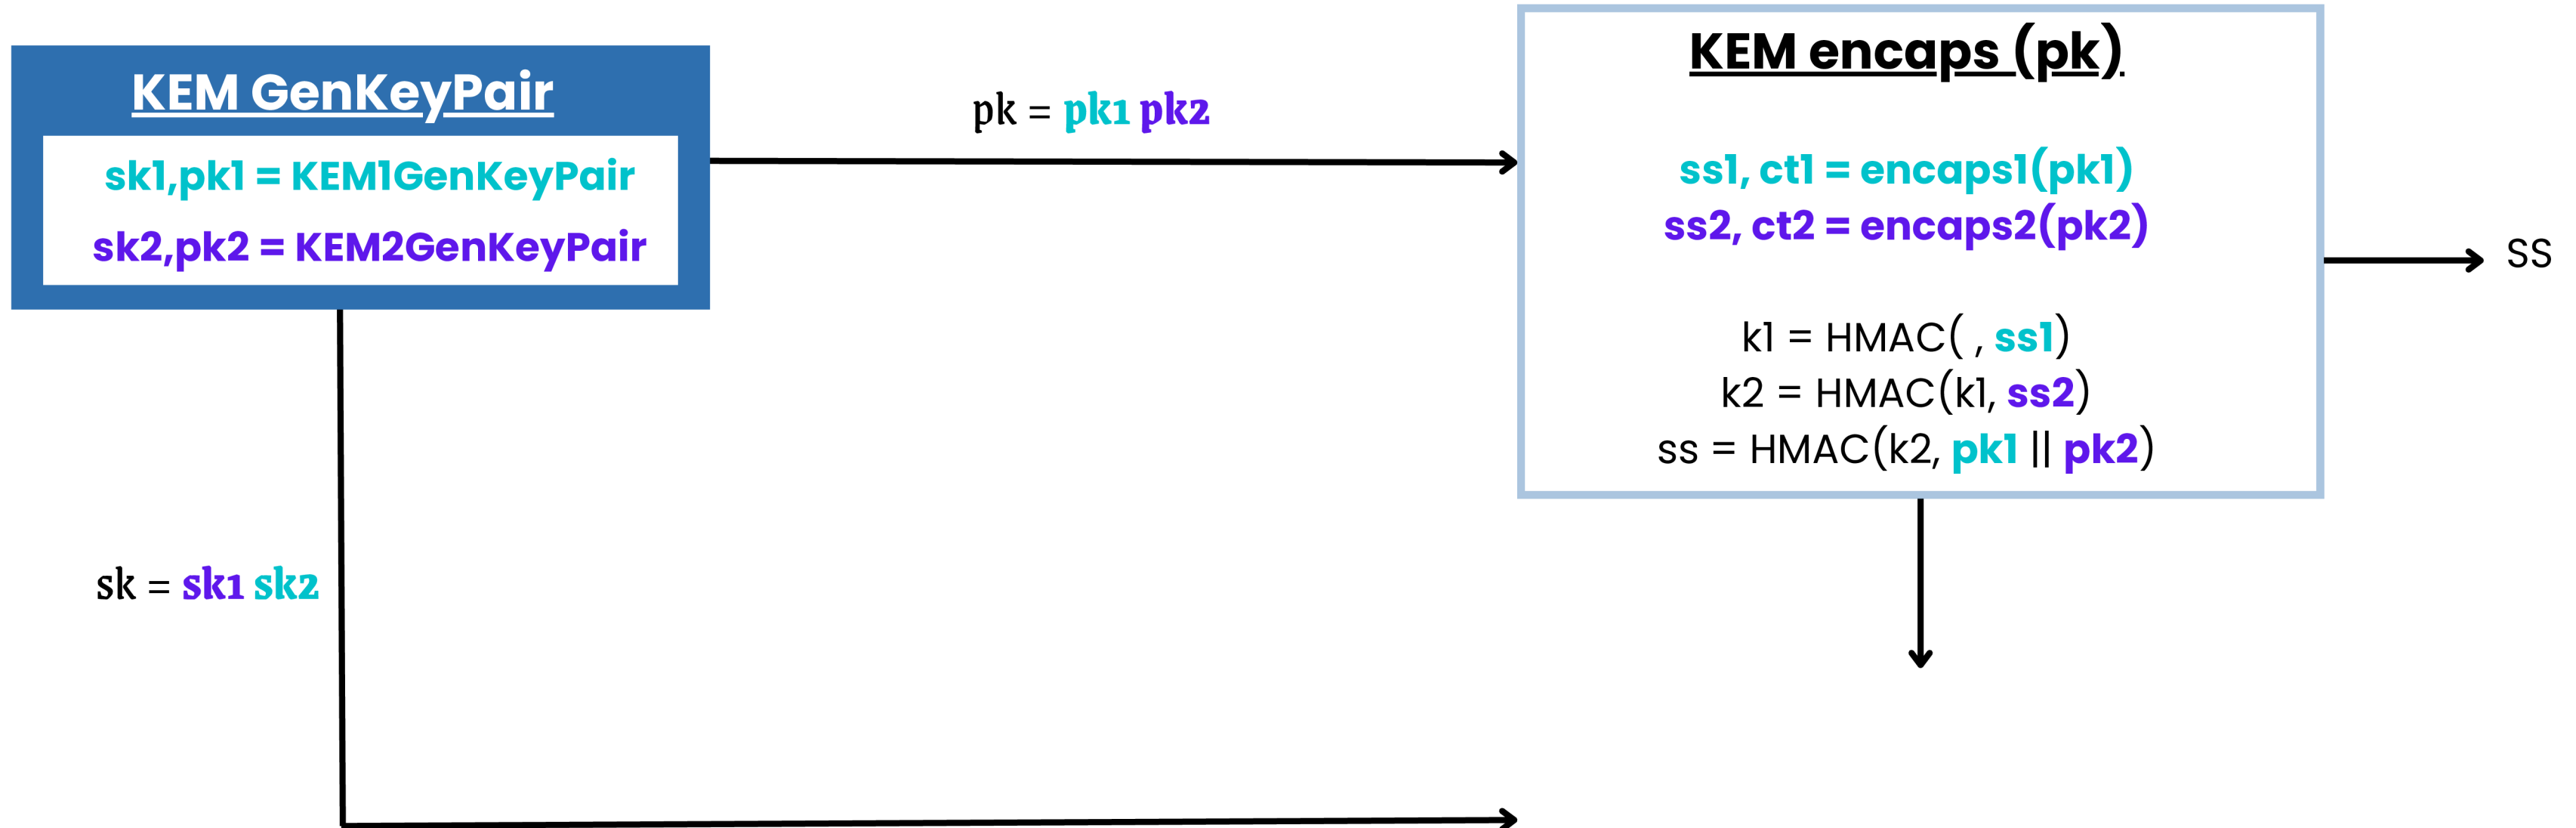 KEM GenKeyPair
sk1,pk1 = KEM1GenKeyPair
sk2,pk2 = KEM2GenKeyPair
pk = pk1 pk2
KEM encaps (pk)
ss1, ct1 = encaps1(pk1)
ss2, ct2 = encaps2(pk2)
k1 = HMAC( , ss1)
k2 = HMAC(k1, ss2)
ss = HMAC(k2, pk1 || pk2)
SS
sk = sk1 sk2